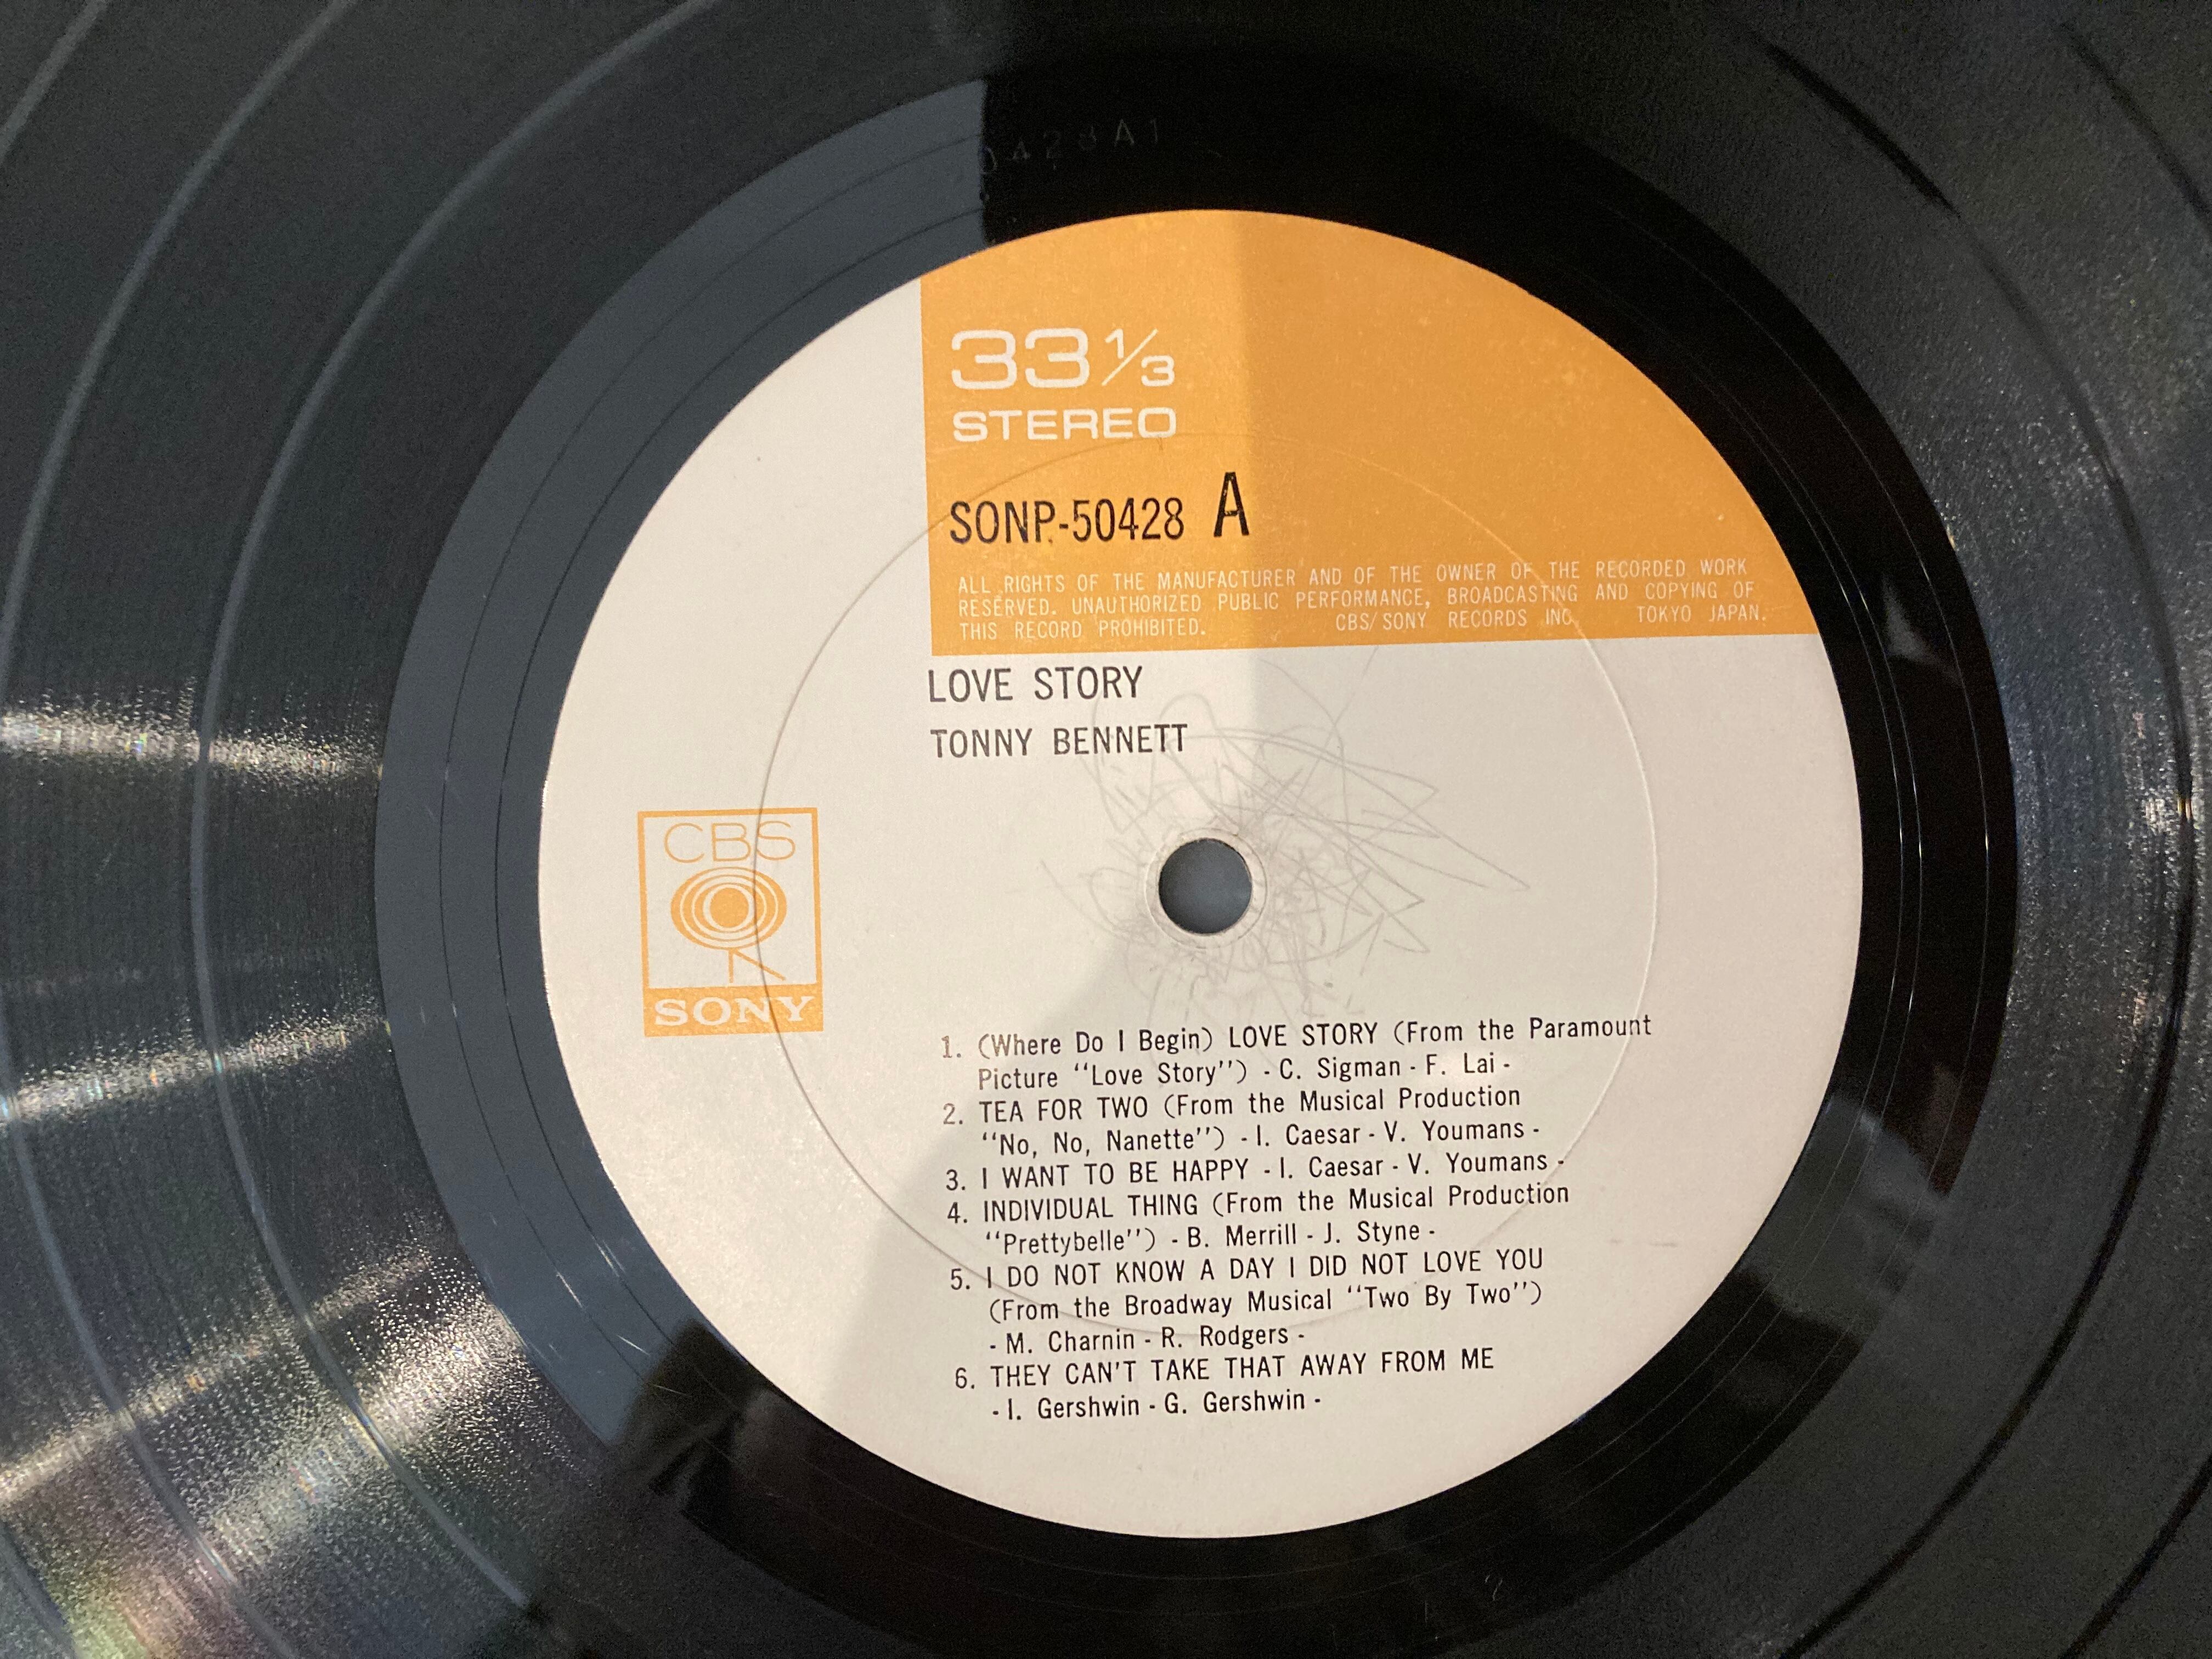 0428A1
33 1/3
STEREO
SONP-50428 A
ALL RIGHTS OF THE MANUFACTURER AND OF THE OWNER OF THE RECORDED WORK
RESERVED. UNAUTHORIZED PUBLIC PERFORMANCE, BROADCASTING AND COPYING OF
THIS RECORD PROHIBITED. CBS/SONY RECORDS INC. TOKYO JAPAN.
LOVE STORY
TONNY BENNETT
CBS
SONY
1. (Where Do I Begin) LOVE STORY (From the Paramount
Picture "Love Story") - C. Sigman - F. Lai -
2. TEA FOR TWO (From the Musical Production
"No, No, Nanette") - I. Caesar - V. Youmans -
3. I WANT TO BE HAPPY - I. Caesar - V. Youmans -
4. INDIVIDUAL THING (From the Musical Production
"Prettybelle") - B. Merrill - J. Styne -
5. I DO NOT KNOW A DAY I DID NOT LOVE YOU
(From the Broadway Musical "Two By Two")
- M. Charnin - R. Rodgers -
6. THEY CAN'T TAKE THAT AWAY FROM ME
- I. Gershwin - G. Gershwin -